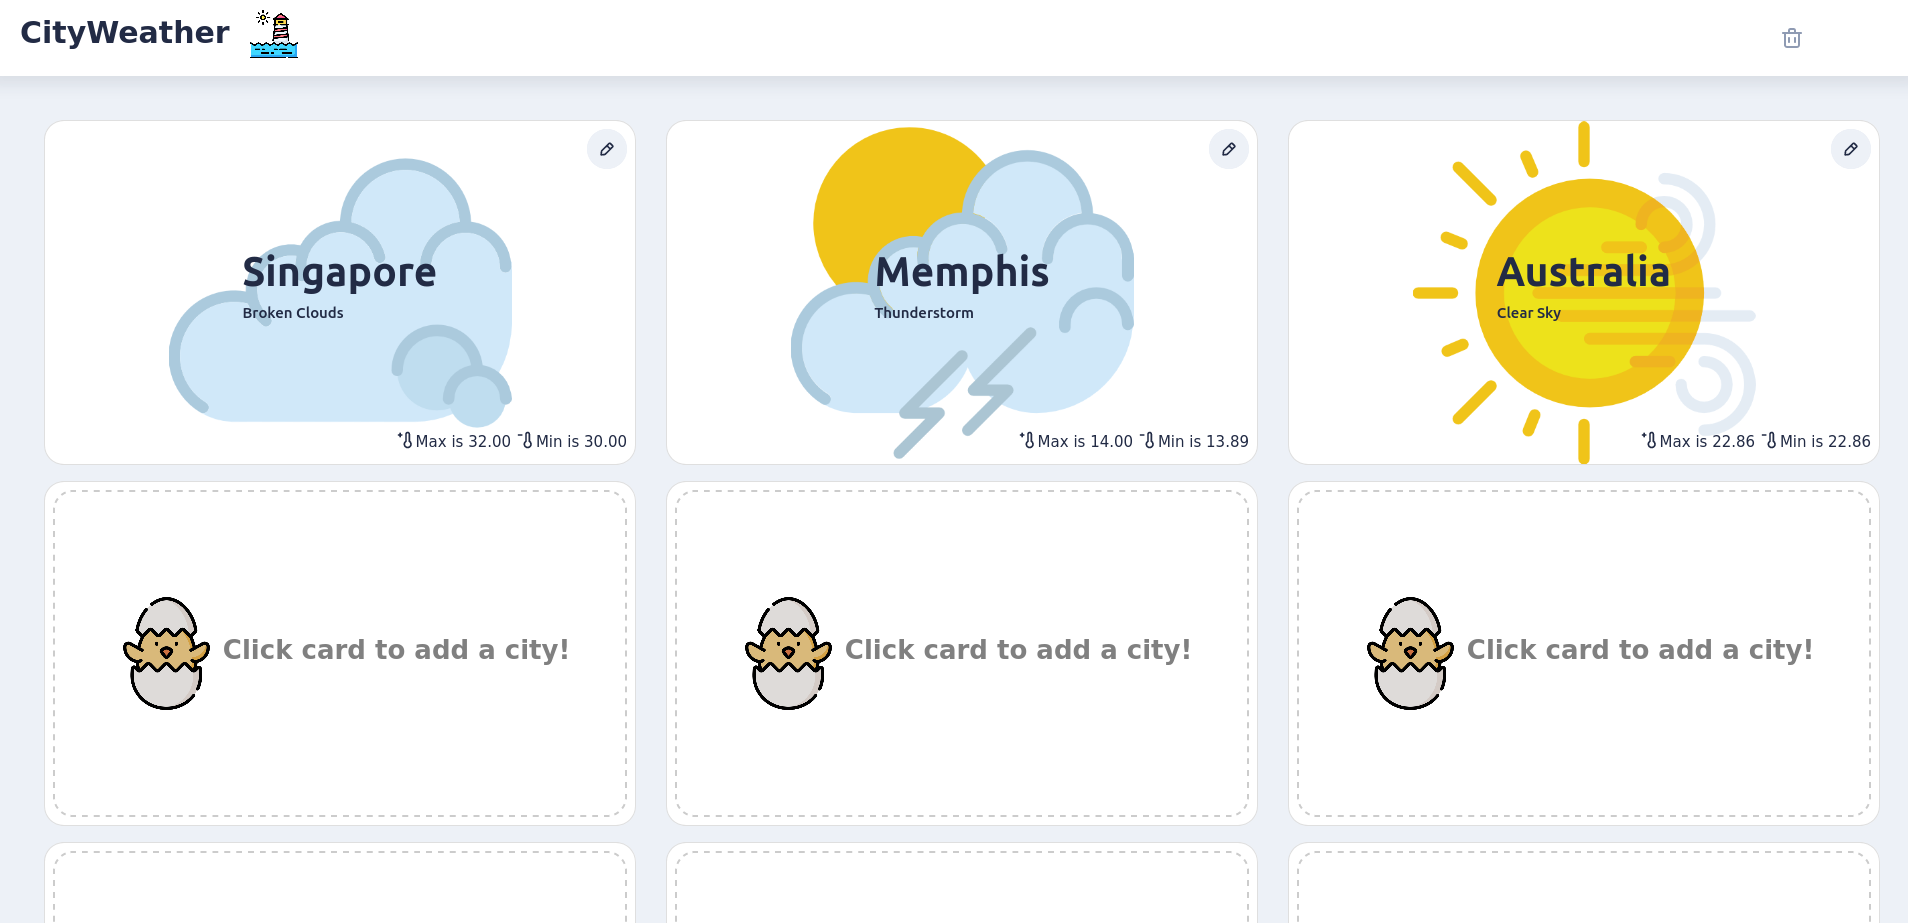 CityWeather
Singapore
Broken Clouds
Max is 32.00 Min is 30.00
Memphis
Thunderstorm
Max is 14.00 Min is 13.89
Australia
Clear Sky
Max is 22.86 Min is 22.86
Click card to add a city!
Click card to add a city!
Click card to add a city!